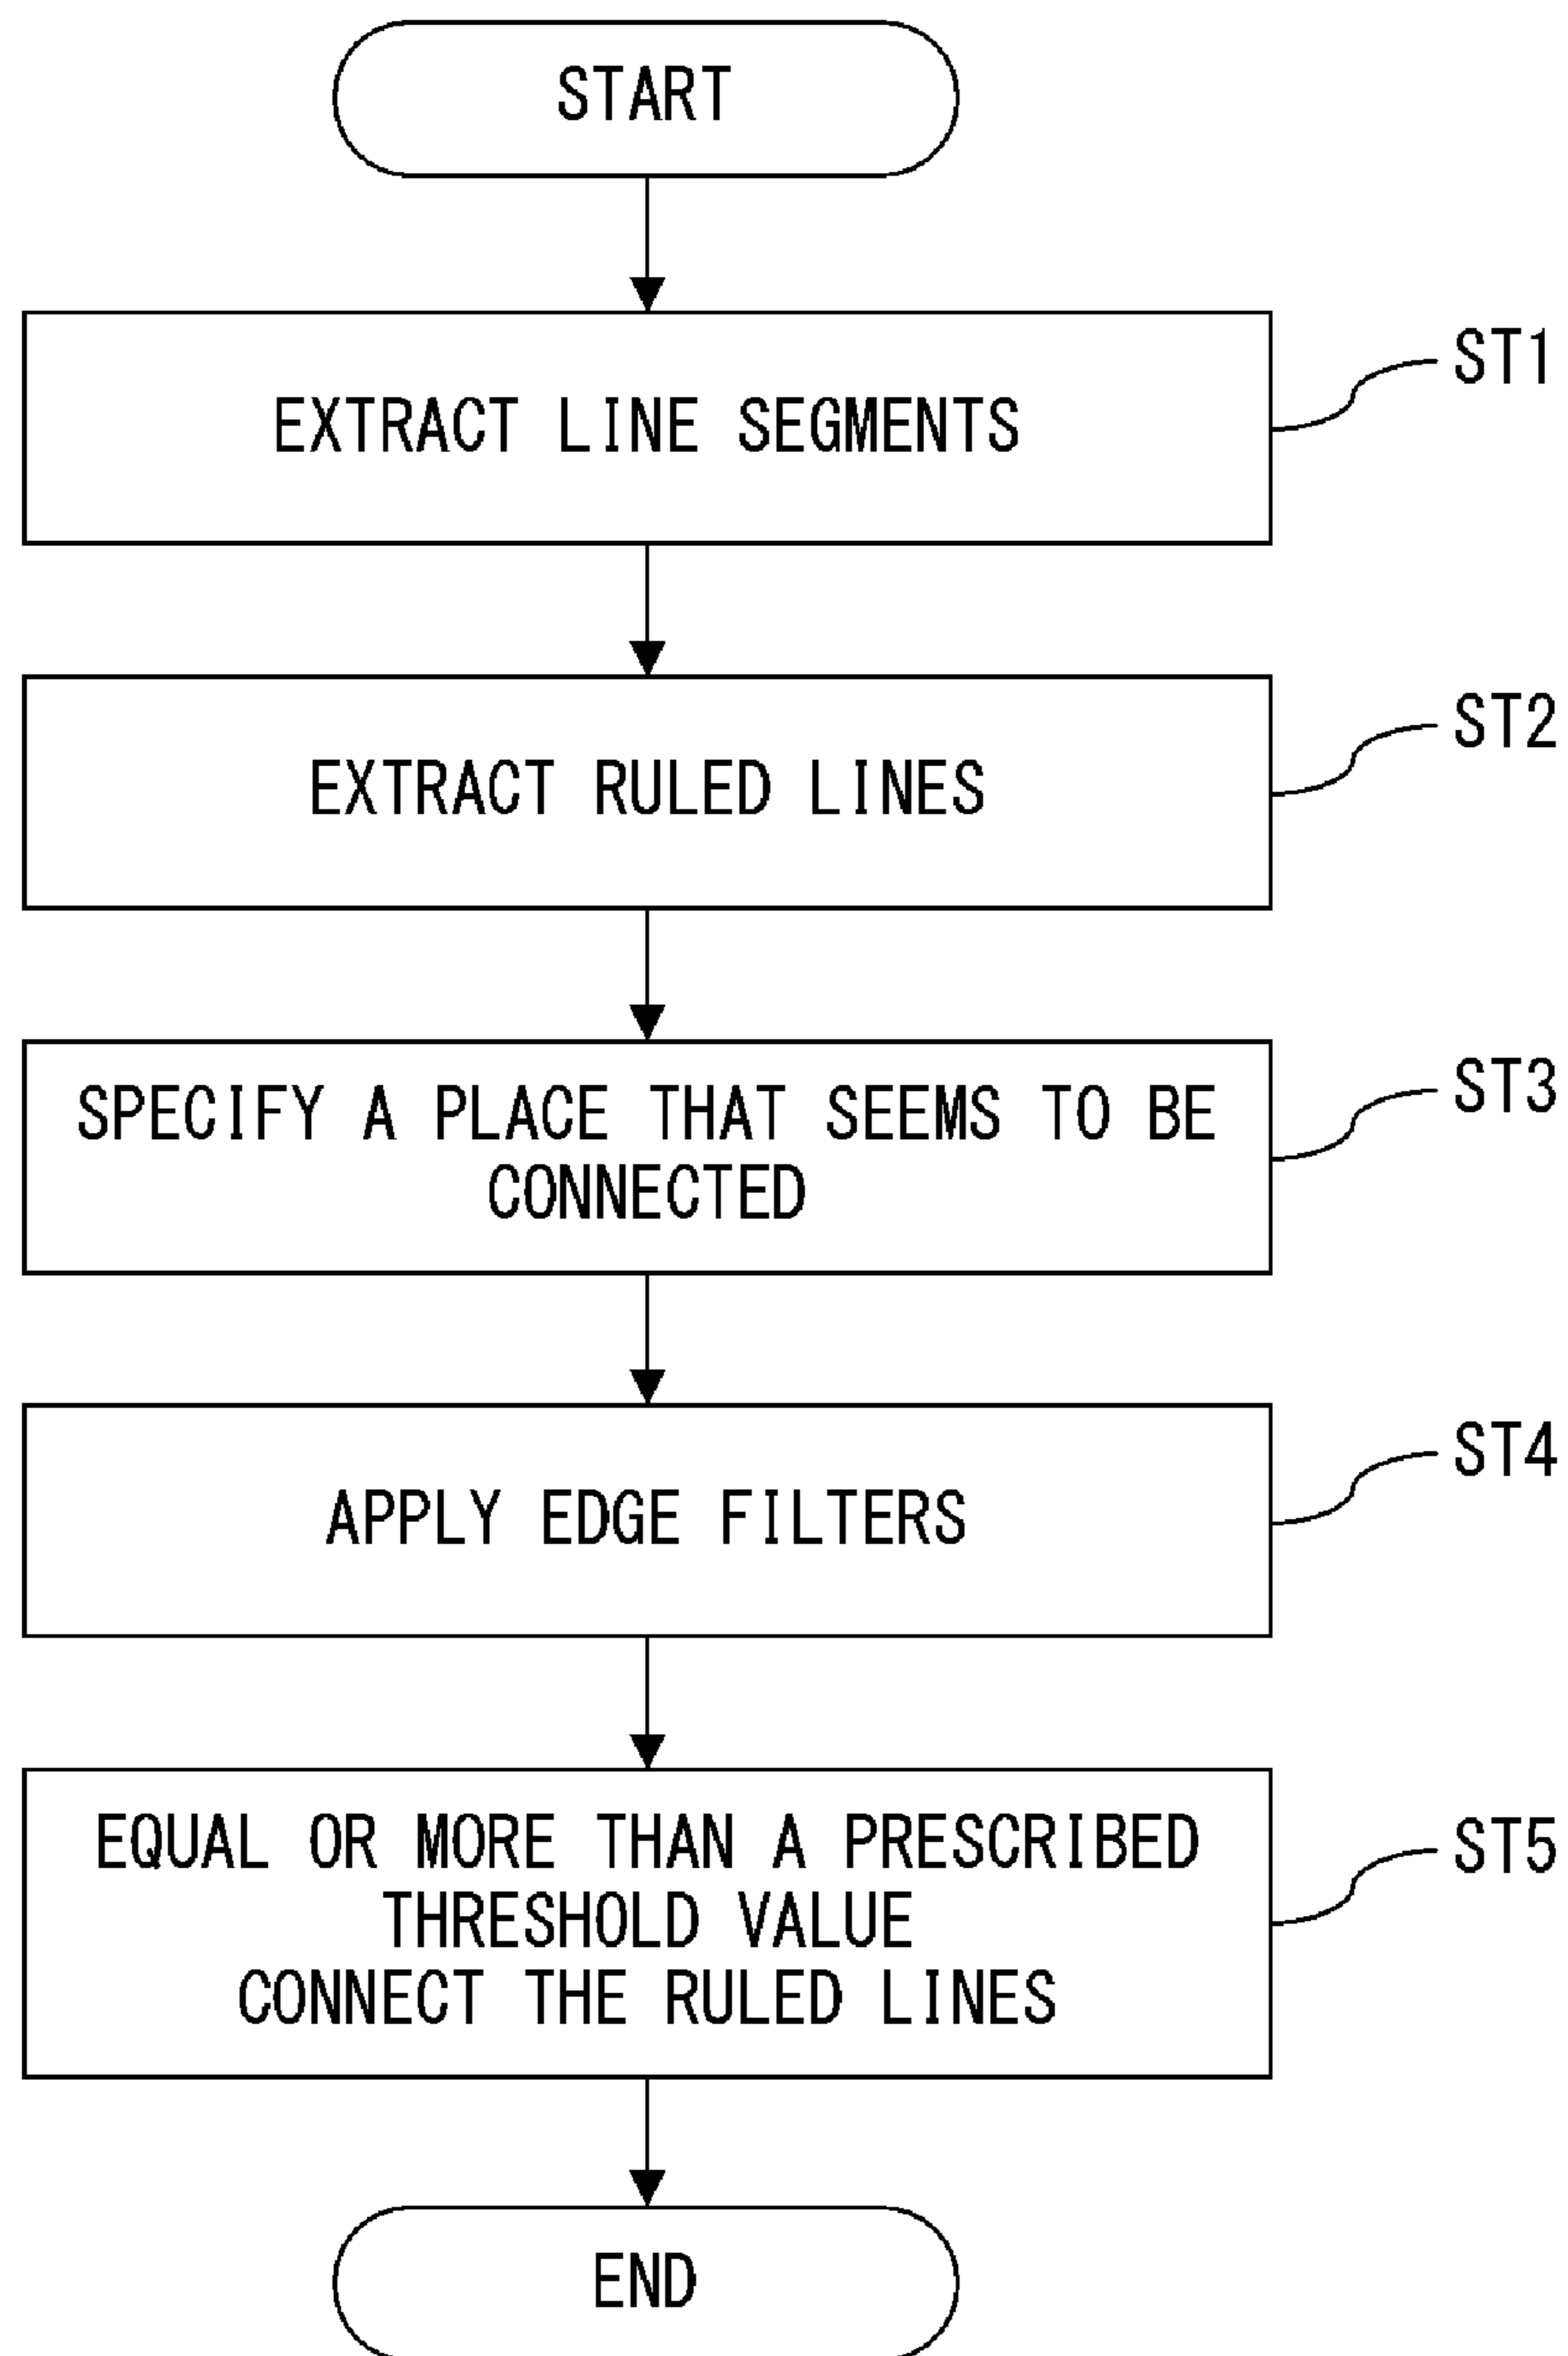 START
EXTRACT LINE SEGMENTS
ST1
EXTRACT RULED LINES
ST2
SPECIFY A PLACE THAT SEEMS TO BE
CONNECTED
ST3
APPLY EDGE FILTERS
ST4
EQUAL OR MORE THAN A PRESCRIBED
THRESHOLD VALUE
CONNECT THE RULED LINES
ST5
END